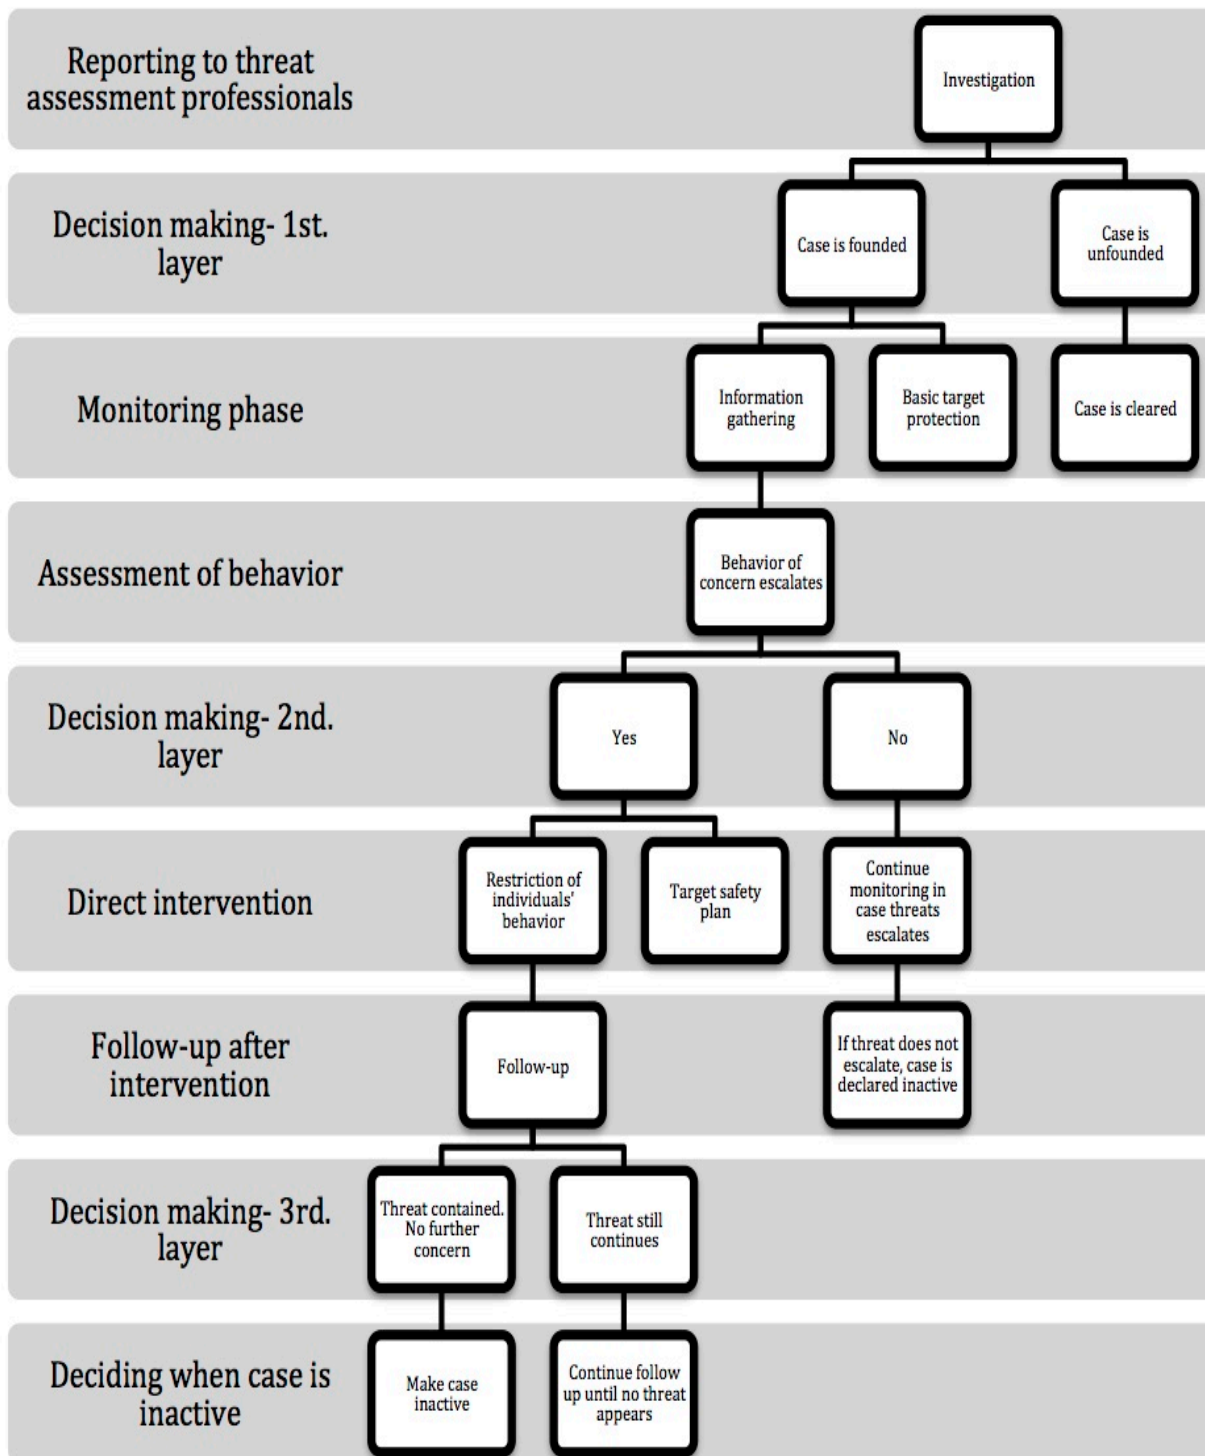 Reporting to threat
assessment professionals
Investigation
Decision making- 1st.
layer
Case is founded
Case is
unfounded
Monitoring phase
Information
gathering
Basic target
protection
Case is cleared
Assessment of behavior
Behavior of
concern escalates
Decision making- 2nd.
layer
Yes
No
Direct intervention
Restriction of
individuals'
behavior
Target safety
plan
Continue
monitoring in
case threats
escalates
Follow-up after
intervention
Follow-up
If threat does not
escalate, case is
declared inactive
Decision making- 3rd.
layer
Threat contained.
No further
concern
Threat still
continues
Deciding when case is
inactive
Make case
inactive
Continue follow
up until no threat
appears